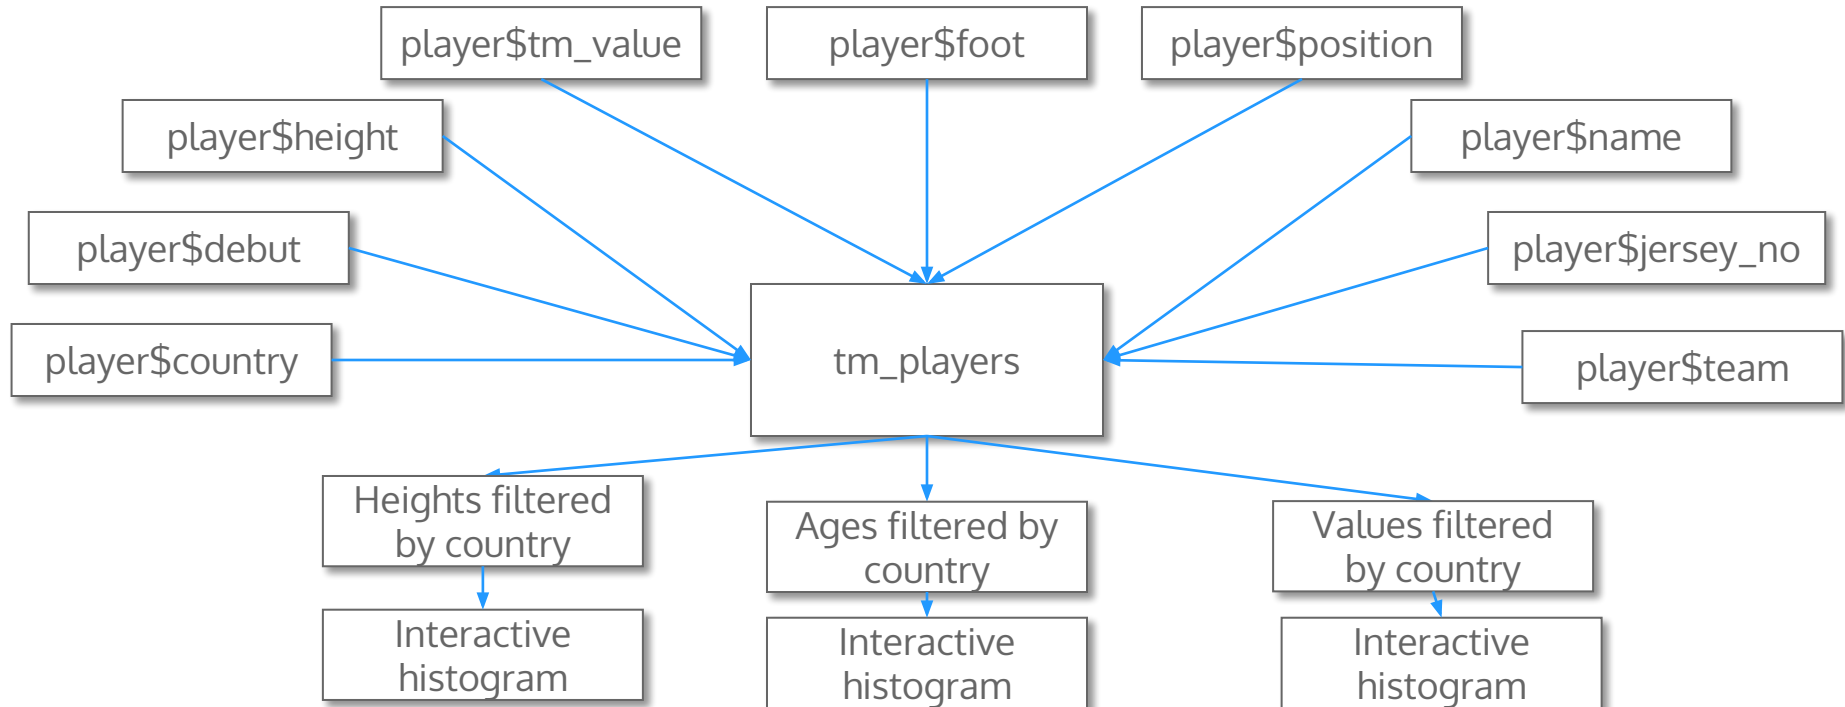 player$tm_value
player$foot
player$position
player$height
player$name
player$debut
player$jersey_no
player$country
tm_players
player$team
Heights filtered
by country
Ages filtered by
country
Values filtered
by country
Interactive
histogram
Interactive
histogram
Interactive
histogram